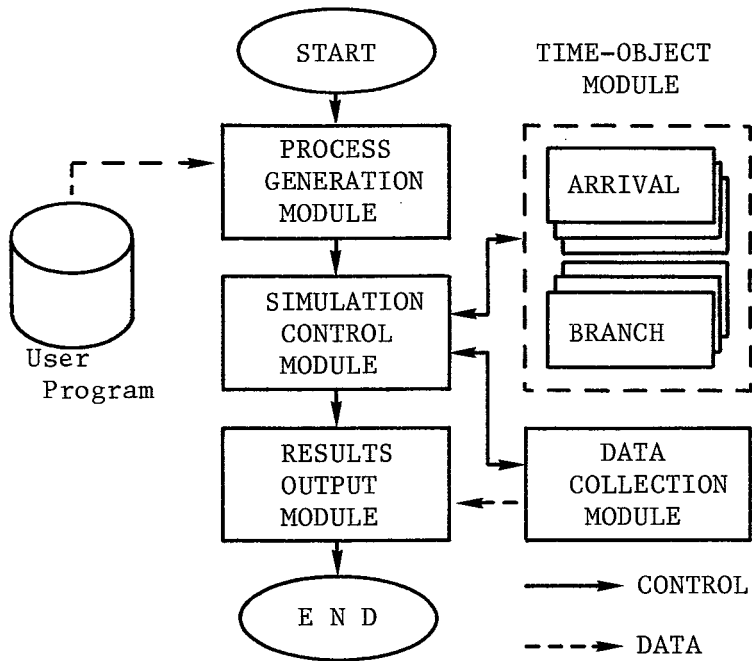 START
TIME-OBJECT
MODULE
PROCESS
GENERATION
MODULE
ARRIVAL
User
Program
SIMULATION
CONTROL
MODULE
BRANCH
RESULTS
OUTPUT
MODULE
DATA
COLLECTION
MODULE
E N D
CONTROL
DATA